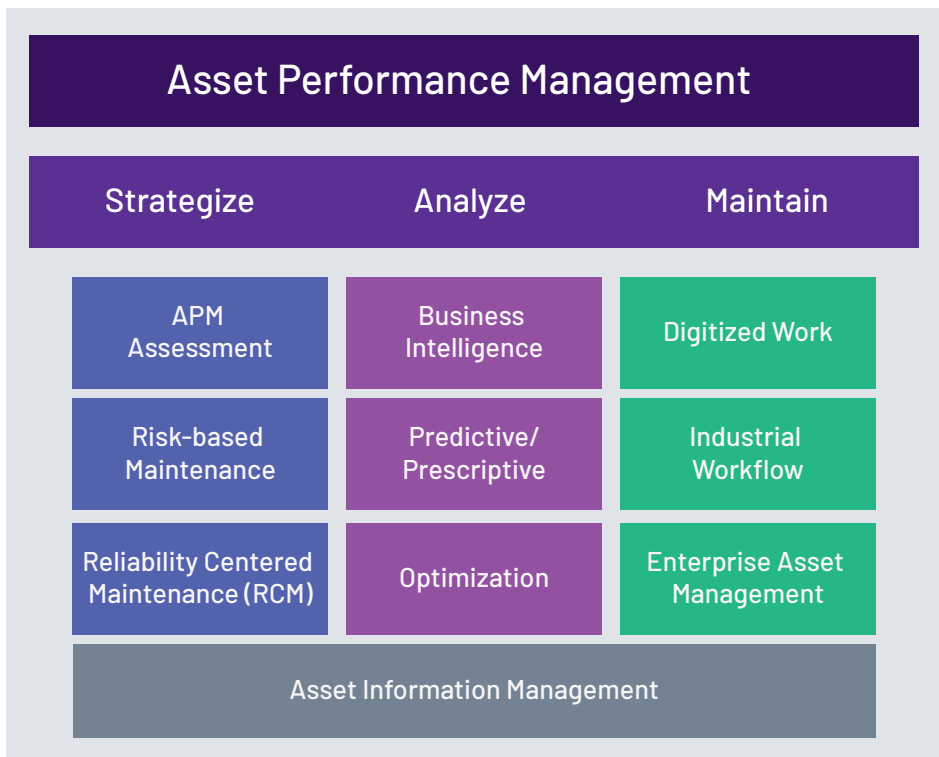 Asset Performance Management
Strategize
Analyze
Maintain
APM
Assessment
Business
Intelligence
Digitized Work
Risk-based
Maintenance
Predictive/
Prescriptive
Industrial
Workflow
Reliability Centered
Maintenance (RCM)
Optimization
Enterprise Asset
Management
Asset Information Management